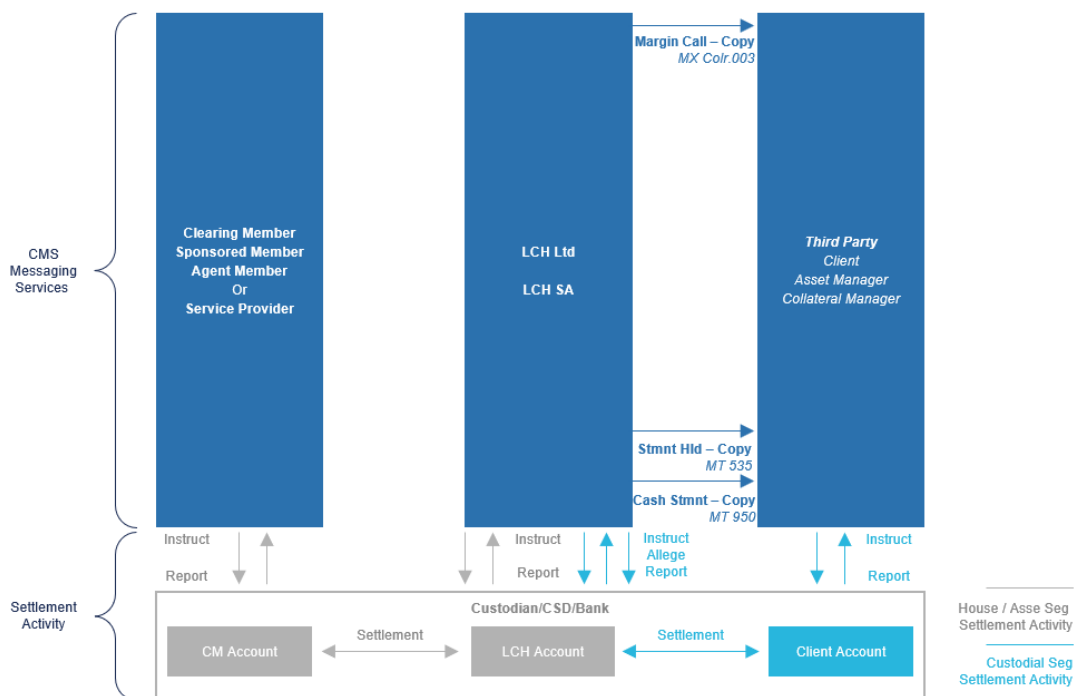 Margin Call – Copy
MX Colr.003
CMS
Messaging
Services
Clearing Member
Sponsored Member
Agent Member
Or
Service Provider
LCH Ltd
LCH SA
Third Party
Client
Asset Manager
Collateral Manager
Stmnt Hld – Copy
MT 535
Cash Stmnt – Copy
MT 950
Instruct
Report
Instruct
Report
Instruct
Allege
Report
Instruct
Report
Settlement
Activity
Custodian/CSD/Bank
CM Account
Settlement
LCH Account
Settlement
Client Account
House / Asse Seg
Settlement Activity
Custodial Seg
Settlement Activity